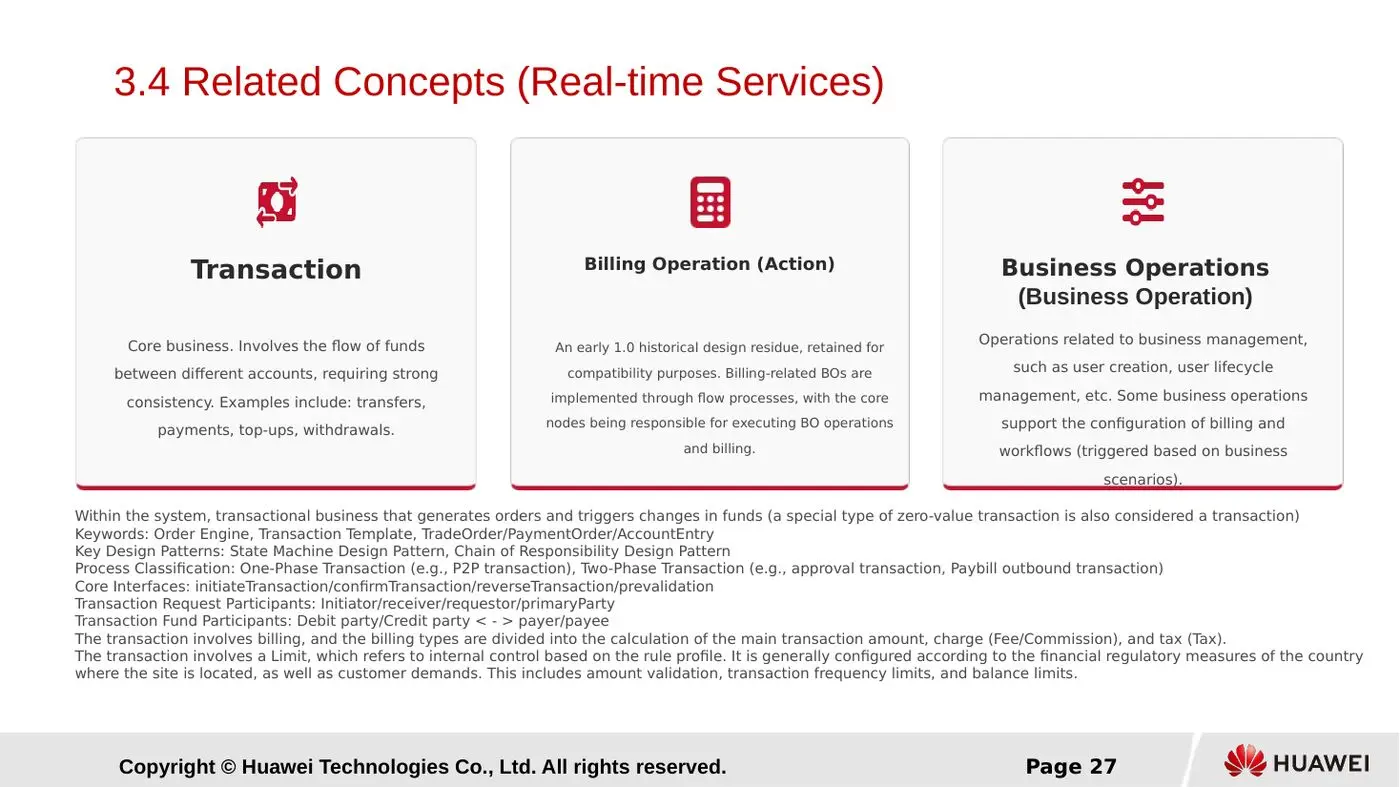 3.4 Related Concepts (Real-time Services)
Transaction
Core business. Involves the flow of funds
between different accounts, requiring strong
consistency. Examples include: transfers,
payments, top-ups, withdrawals.
Billing Operation (Action)
An early 1.0 historical design residue, retained for
compatibility purposes. Billing-related BOs are
implemented through flow processes, with the core
nodes being responsible for executing BO operations
and billing.
Business Operations
(Business Operation)
Operations related to business management,
such as user creation, user lifecycle
management, etc. Some business operations
support the configuration of billing and
workflows (triggered based on business
scenarios).
Within the system, transactional business that generates orders and triggers changes in funds (a special type of zero-value transaction is also considered a transaction)
Keywords: Order Engine, Transaction Template, TradeOrder/PaymentOrder/AccountEntry
Key Design Patterns: State Machine Design Pattern, Chain of Responsibility Design Pattern
Process Classification: One-Phase Transaction (e.g., P2P transaction), Two-Phase Transaction (e.g., approval transaction, Paybill outbound transaction)
Core Interfaces: initiateTransaction/confirmTransaction/reverseTransaction/prevalidation
Transaction Request Participants: Initiator/receiver/requestor/primaryParty
Transaction Fund Participants: Debit party/Credit party < - > payer/payee
The transaction involves billing, and the billing types are divided into the calculation of the main transaction amount, charge (Fee/Commission), and tax (Tax).
The transaction involves a Limit, which refers to internal control based on the rule profile. It is generally configured according to the financial regulatory measures of the country
where the site is located, as well as customer demands. This includes amount validation, transaction frequency limits, and balance limits.
Copyright © Huawei Technologies Co., Ltd. All rights reserved.
Page 27
HUAWEI